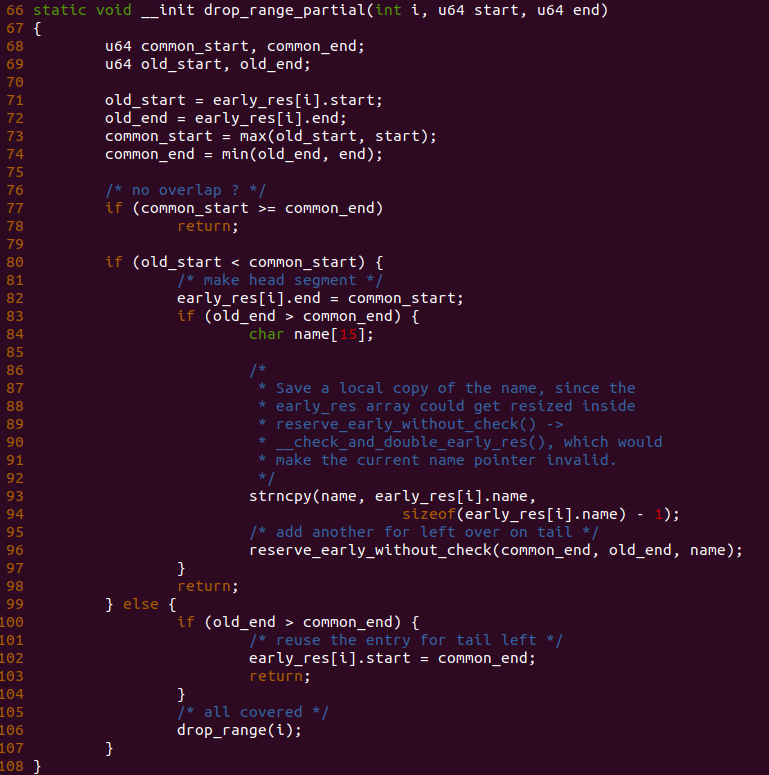 66 static void __init drop_range_partial(int i, u64 start, u64 end)
67 {
68         u64 common_start, common_end;
69         u64 old_start, old_end;
70
71         old_start = early_res[i].start;
72         old_end = early_res[i].end;
73         common_start = max(old_start, start);
74         common_end = min(old_end, end);
75
76         /* no overlap ? */
77         if (common_start >= common_end)
78                 return;
79
80         if (old_start < common_start) {
81                 /* make head segment */
82                 early_res[i].end = common_start;
83                 if (old_end > common_end) {
84                         char name[15];
85
86                         /*
87                          * Save a local copy of the name, since the
88                          * early_res array could get resized inside
89                          * reserve_early_without_check() ->
90                          * __check_and_double_early_res(), which would
91                          * make the current name pointer invalid.
92                          */
93                         strncpy(name, early_res[i].name,
94                                          sizeof(early_res[i].name) - 1);
95                         /* add another for left over on tail */
96                         reserve_early_without_check(common_end, old_end, name);
97                 }
98                 return;
99         } else {
100                 if (old_end > common_end) {
101                         /* reuse the entry for tail left */
102                         early_res[i].start = common_end;
103                         return;
104                 }
105                 /* all covered */
106                 drop_range(i);
107         }
108 }